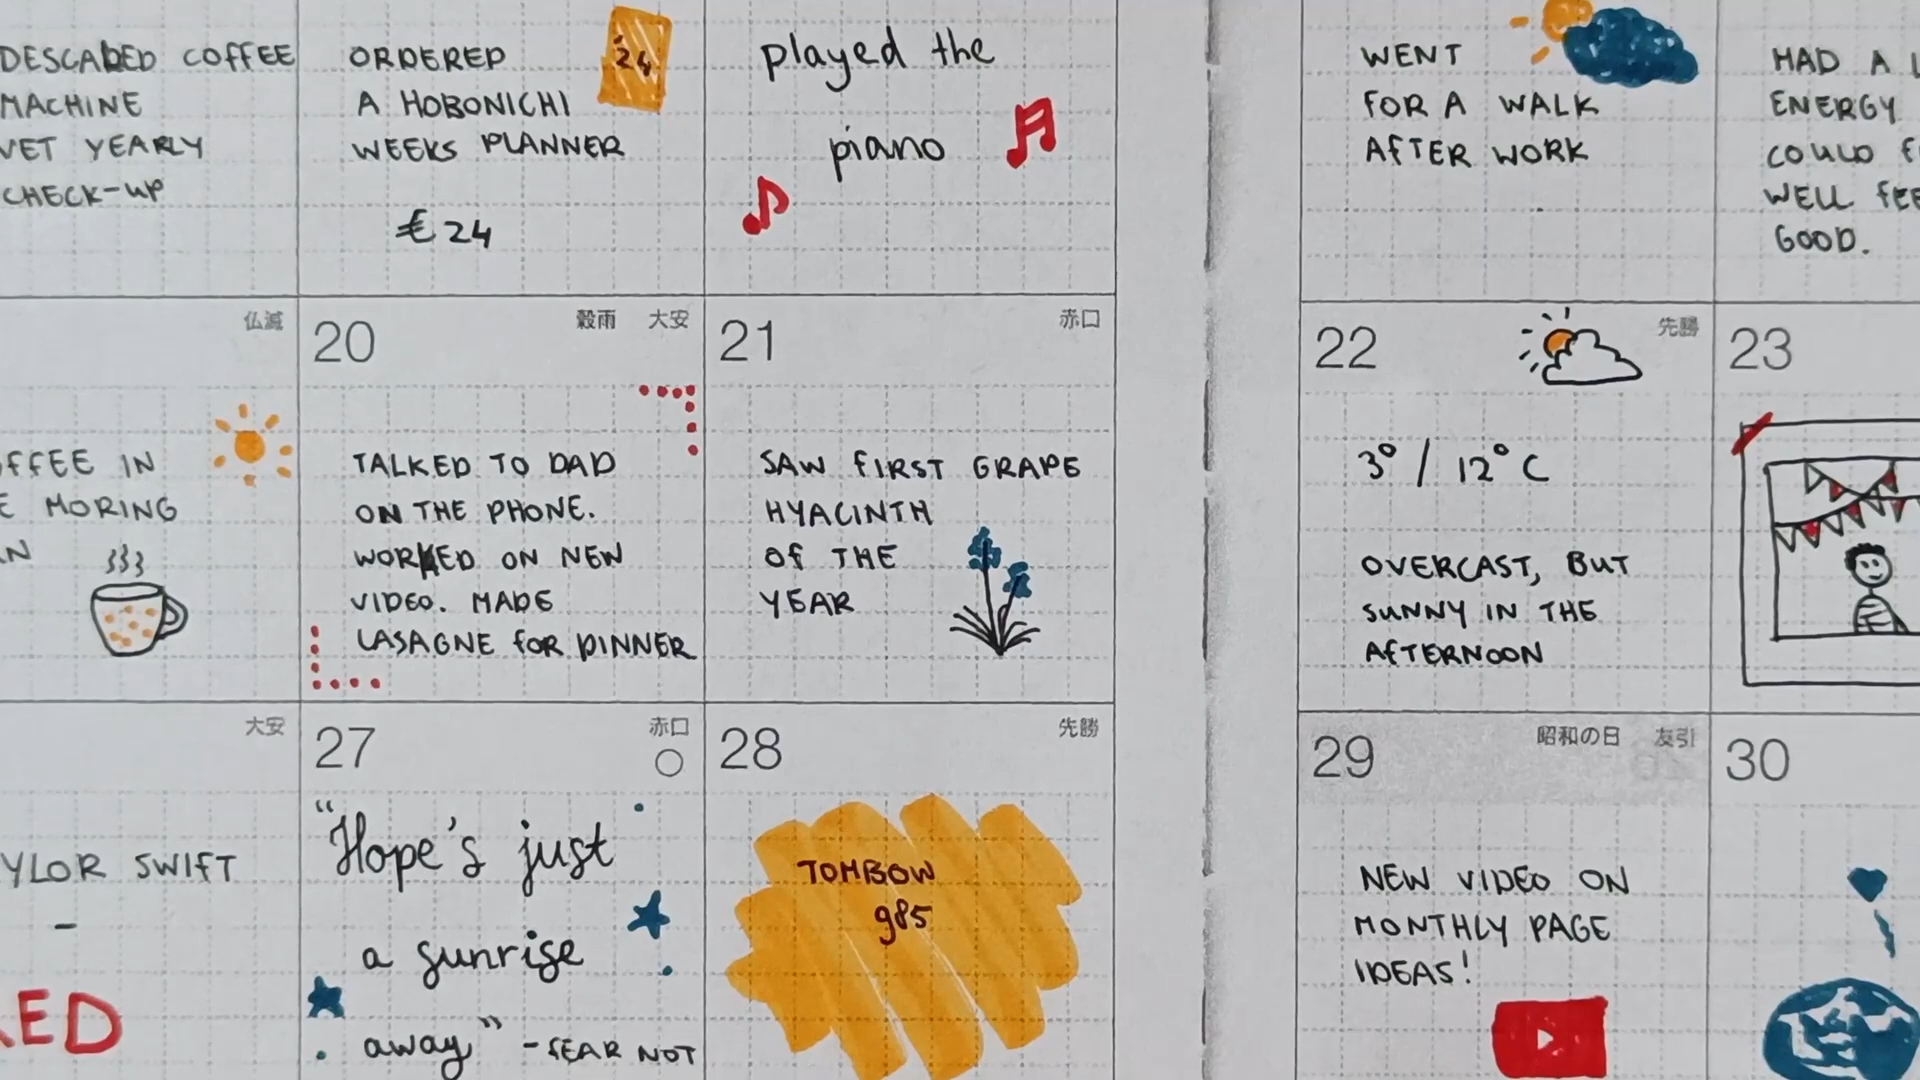 DESCALED COFFEE
MACHINE
VET YEARLY
CHECK-UP
ORDERED
A HOBONICHI
WEEKS PLANNER
€24
'24
played the
piano
WENT
FOR A WALK
AFTER WORK
HAD A
ENERGY
COULD
WELL
GOOD.
仏滅
IN
MORING
20 穀雨 大安
TALKED TO DAD
ON THE PHONE.
WORKED ON NEW
VIDEO. MADE
LASAGNE FOR DINNER
21 赤口
SAW FIRST GRAPE
HYACINTH
OF THE
YEAR
22 先勝
3° / 12° C
OVERCAST, BUT
SUNNY IN THE
AFTERNOON
23
大安
YLOR SWIFT
-
ED
27 赤口
"Hope's just
a sunrise
away" - FEAR NOT
28 先勝
TOMBOW
985
29 昭和の日 友引
NEW VIDEO ON
MONTHLY PAGE
IDEAS!
30